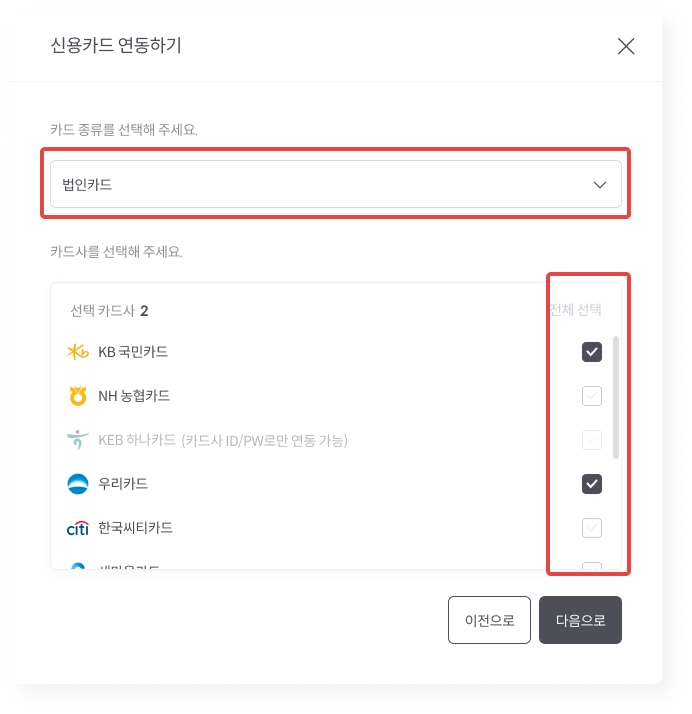 신용카드 연동하기
카드 종류를 선택해 주세요.
법인카드
카드사를 선택해 주세요.
선택 카드사 2 전체 선택
KB 국민카드
NH 농협카드
KEB 하나카드 (카드사 ID/PW로만 연동 가능)
우리카드
citi 한국씨티카드
이전으로 다음으로